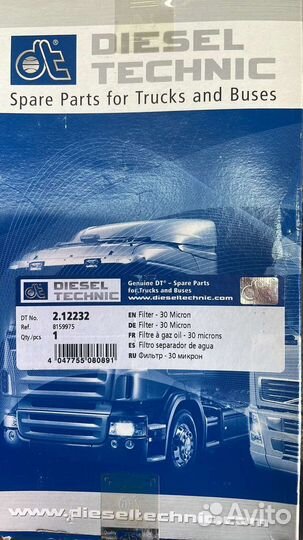 dt
DIESEL
TECHNIC
Spare Parts for Trucks and Buses
dt DIESEL
TECHNIC
Genuine DT® – Spare Parts
for Trucks and Buses
www.dieseltechnic.com
DT No. 2.12232
Ref. 8159975
Qty/pcs 1
4 047755 080891
EN Filter - 30 Micron
DE Filter - 30 Micron
FR Filtre à gaz oil - 30 microns
ES Filtro separador de agua
RU Фильтр - 30 микрон
www.dieseltechnic.com
Avito